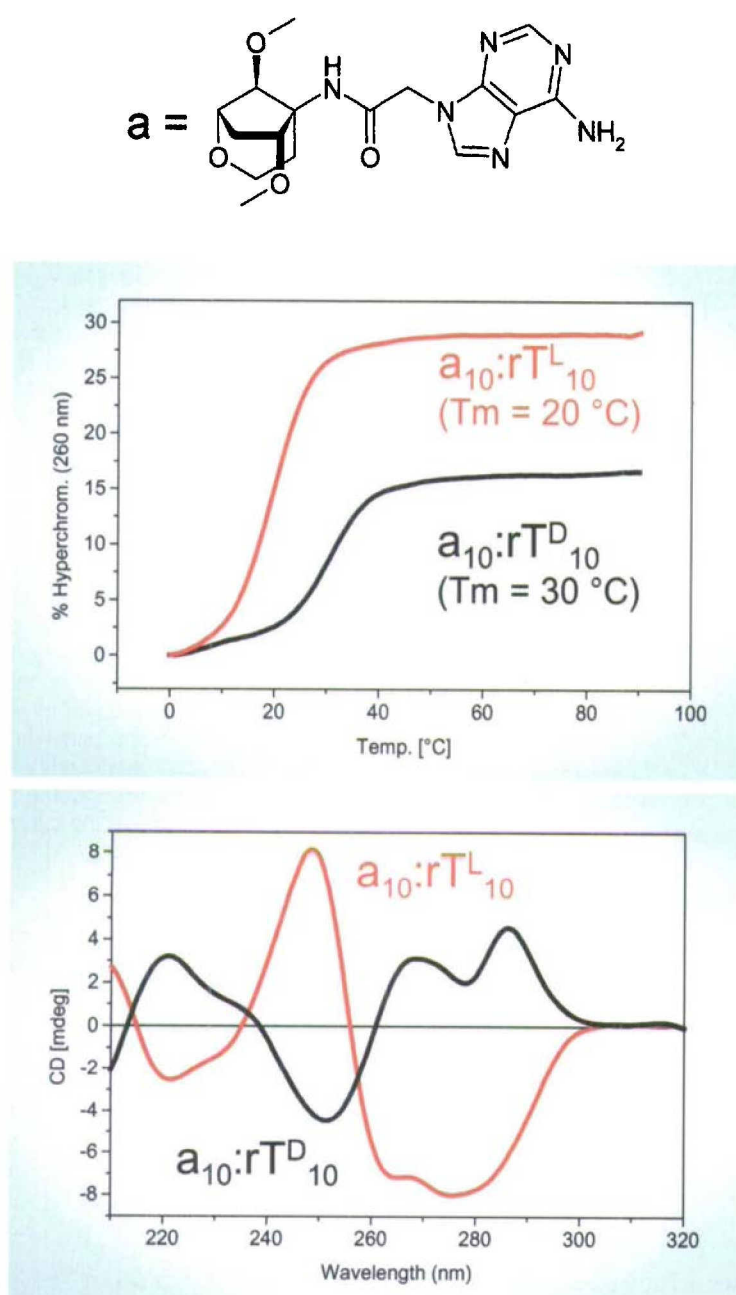 a =
O
H
N
O
N
N
N
N
NH₂
O
O
30
25
20
15
10
5
0
% Hyperchrom. (260 nm)
a₁₀:rTᴸ₁₀
(Tm = 20 °C)
a₁₀:rTᴰ₁₀
(Tm = 30 °C)
0 20 40 60 80 100
Temp. [°C]
8
6
4
2
0
-2
-4
-6
-8
CD [mdeg]
a₁₀:rTᴸ₁₀
a₁₀:rTᴰ₁₀
220 240 260 280 300 320
Wavelength (nm)